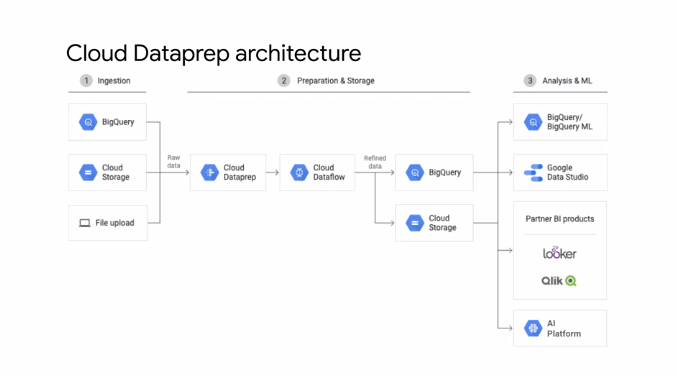 Cloud Dataprep architecture
1 Ingestion
2 Preparation & Storage
3 Analysis & ML
BigQuery
Cloud
Storage
File upload
Raw
data
Cloud
Dataprep
Cloud
Dataflow
Refined
data
BigQuery
Cloud
Storage
BigQuery/
BigQuery ML
Google
Data Studio
Partner BI products
looker
Qlik
AI
Platform